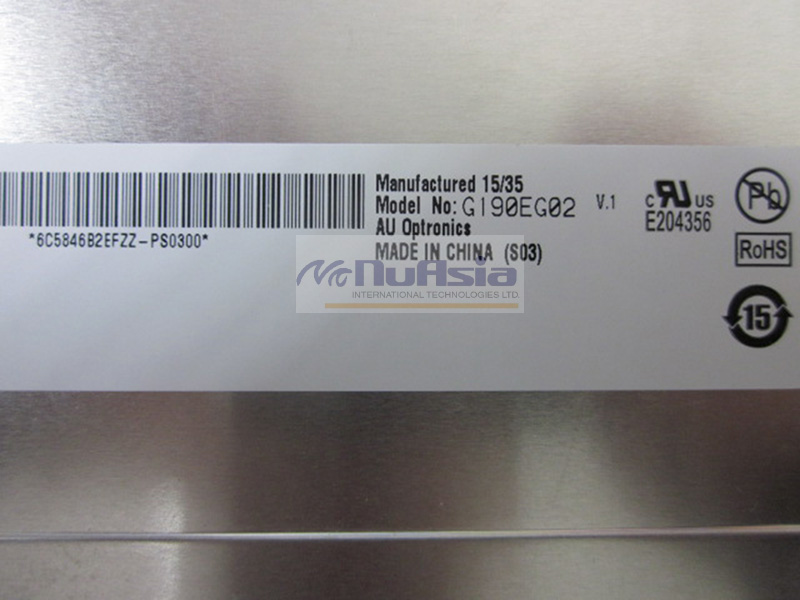 Manufactured 15/35
Model No: G190EG02 V.1
AU Optronics
MADE IN CHINA (S03)
*6C5846B2EFZZ-PS0300*
c RU US
E204356
Pb
RoHS
15
NuAsia
INTERNATIONAL TECHNOLOGIES LTD.